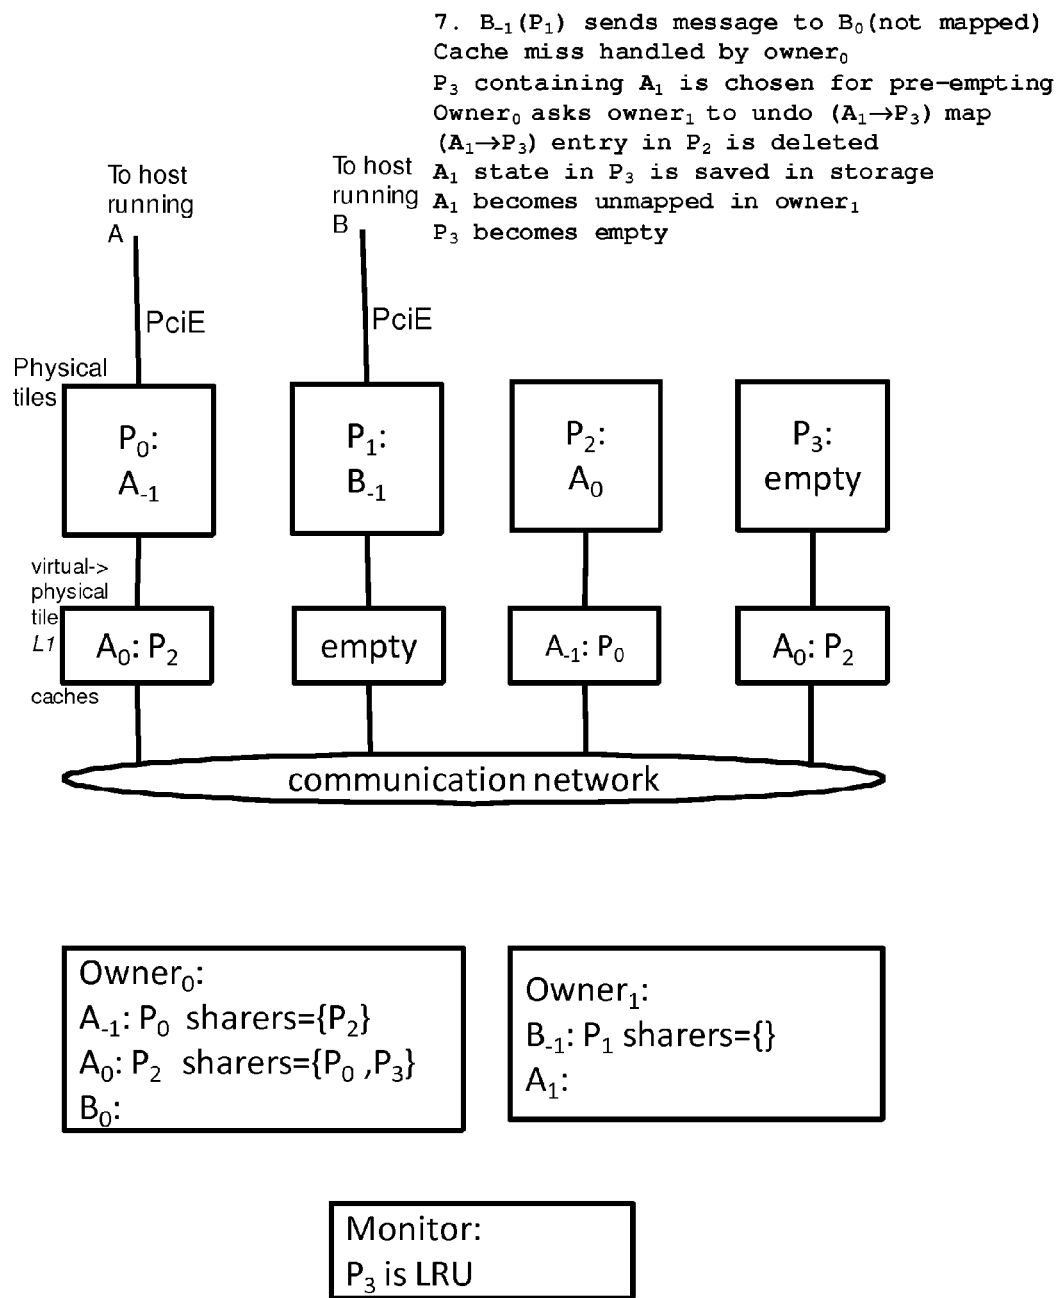 7. B₋₁(P₁) sends message to B₀(not mapped)
Cache miss handled by owner₀
P₃ containing A₁ is chosen for pre-empting
Owner₀ asks owner₁ to undo (A₁→P₃) map
(A₁→P₃) entry in P₂ is deleted
A₁ state in P₃ is saved in storage
A₁ becomes unmapped in owner₁
P₃ becomes empty
To host
running
A
To host
running
B
PciE
PciE
Physical
tiles
P₀:
A₋₁
P₁:
B₋₁
P₂:
A₀
P₃:
empty
virtual->
physical
tile
L1
caches
A₀: P₂
empty
A₋₁: P₀
A₀: P₂
communication network
Owner₀:
A₋₁: P₀ sharers={P₂}
A₀: P₂ sharers={P₀ ,P₃}
B₀:
Owner₁:
B₋₁: P₁ sharers={}
A₁:
Monitor:
P₃ is LRU